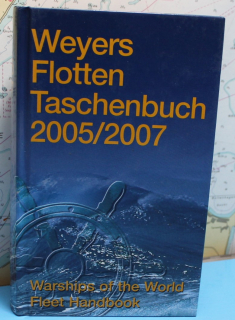 Weyers
Flotten
Taschenbuch
2005/2007
Warships of the World
Fleet Handbook